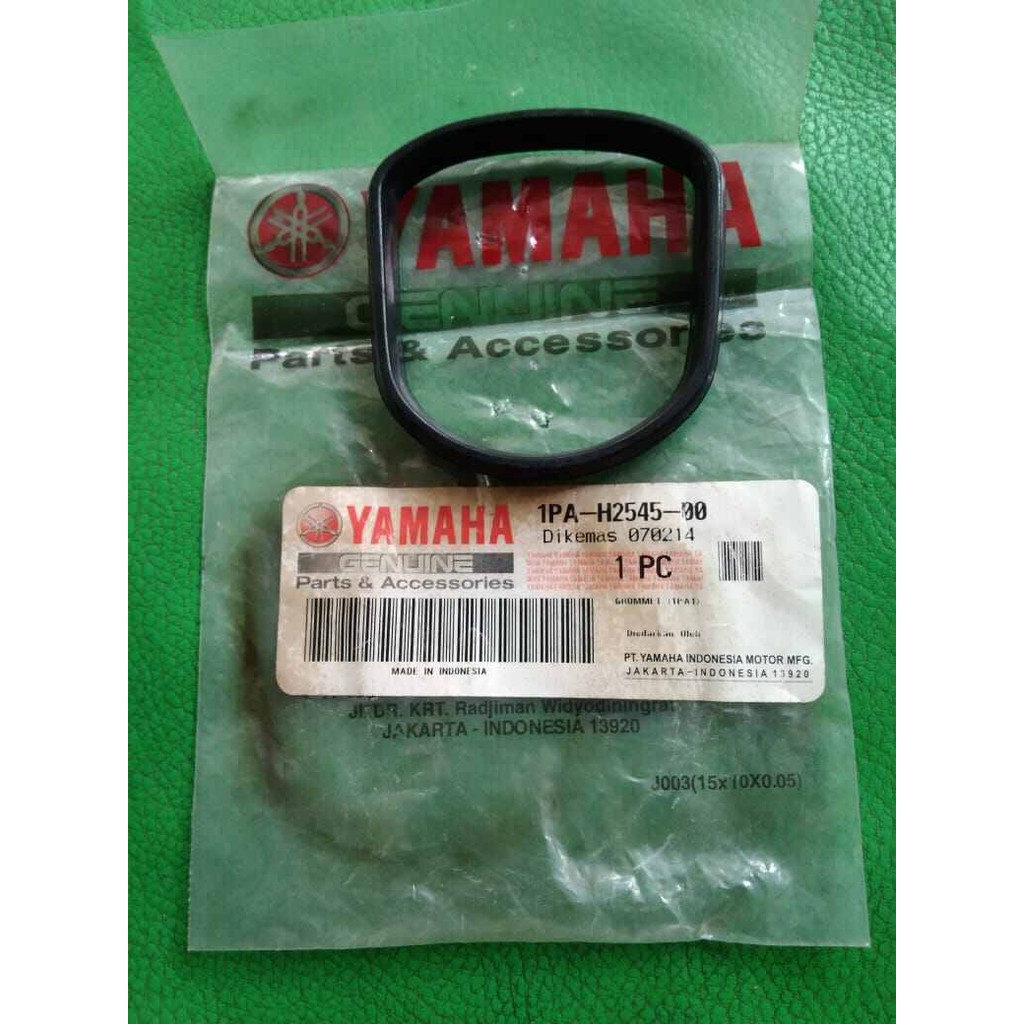 YAMAHA
GENUINE
Parts & Accessories
YAMAHA
GENUINE
Parts & Accessories
MADE IN INDONESIA
1PA-H2545-00
Dikemas 070214
1 PC
GROMMET (1PA1)
Diedarkan Oleh
PT. YAMAHA INDONESIA MOTOR MFG.
JAKARTA-INDONESIA 13920
Jl. DR. KRT. Radjiman Widyodiningrat
JAKARTA - INDONESIA 13920
J003(15x10X0.05)